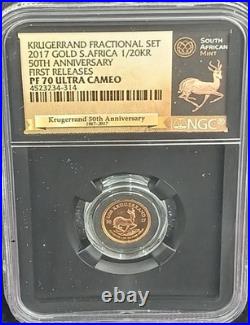 KRUGERRAND FRACTIONAL SET
2017 GOLD S.AFRICA 1/20KR
50TH ANNIVERSARY
FIRST RELEASES
PF 70 ULTRA CAMEO
4523234-314
SOUTH
AFRICAN
MINT
NGC
Krugerrand 50th Anniversary
1967-2017
KRUGERRAND